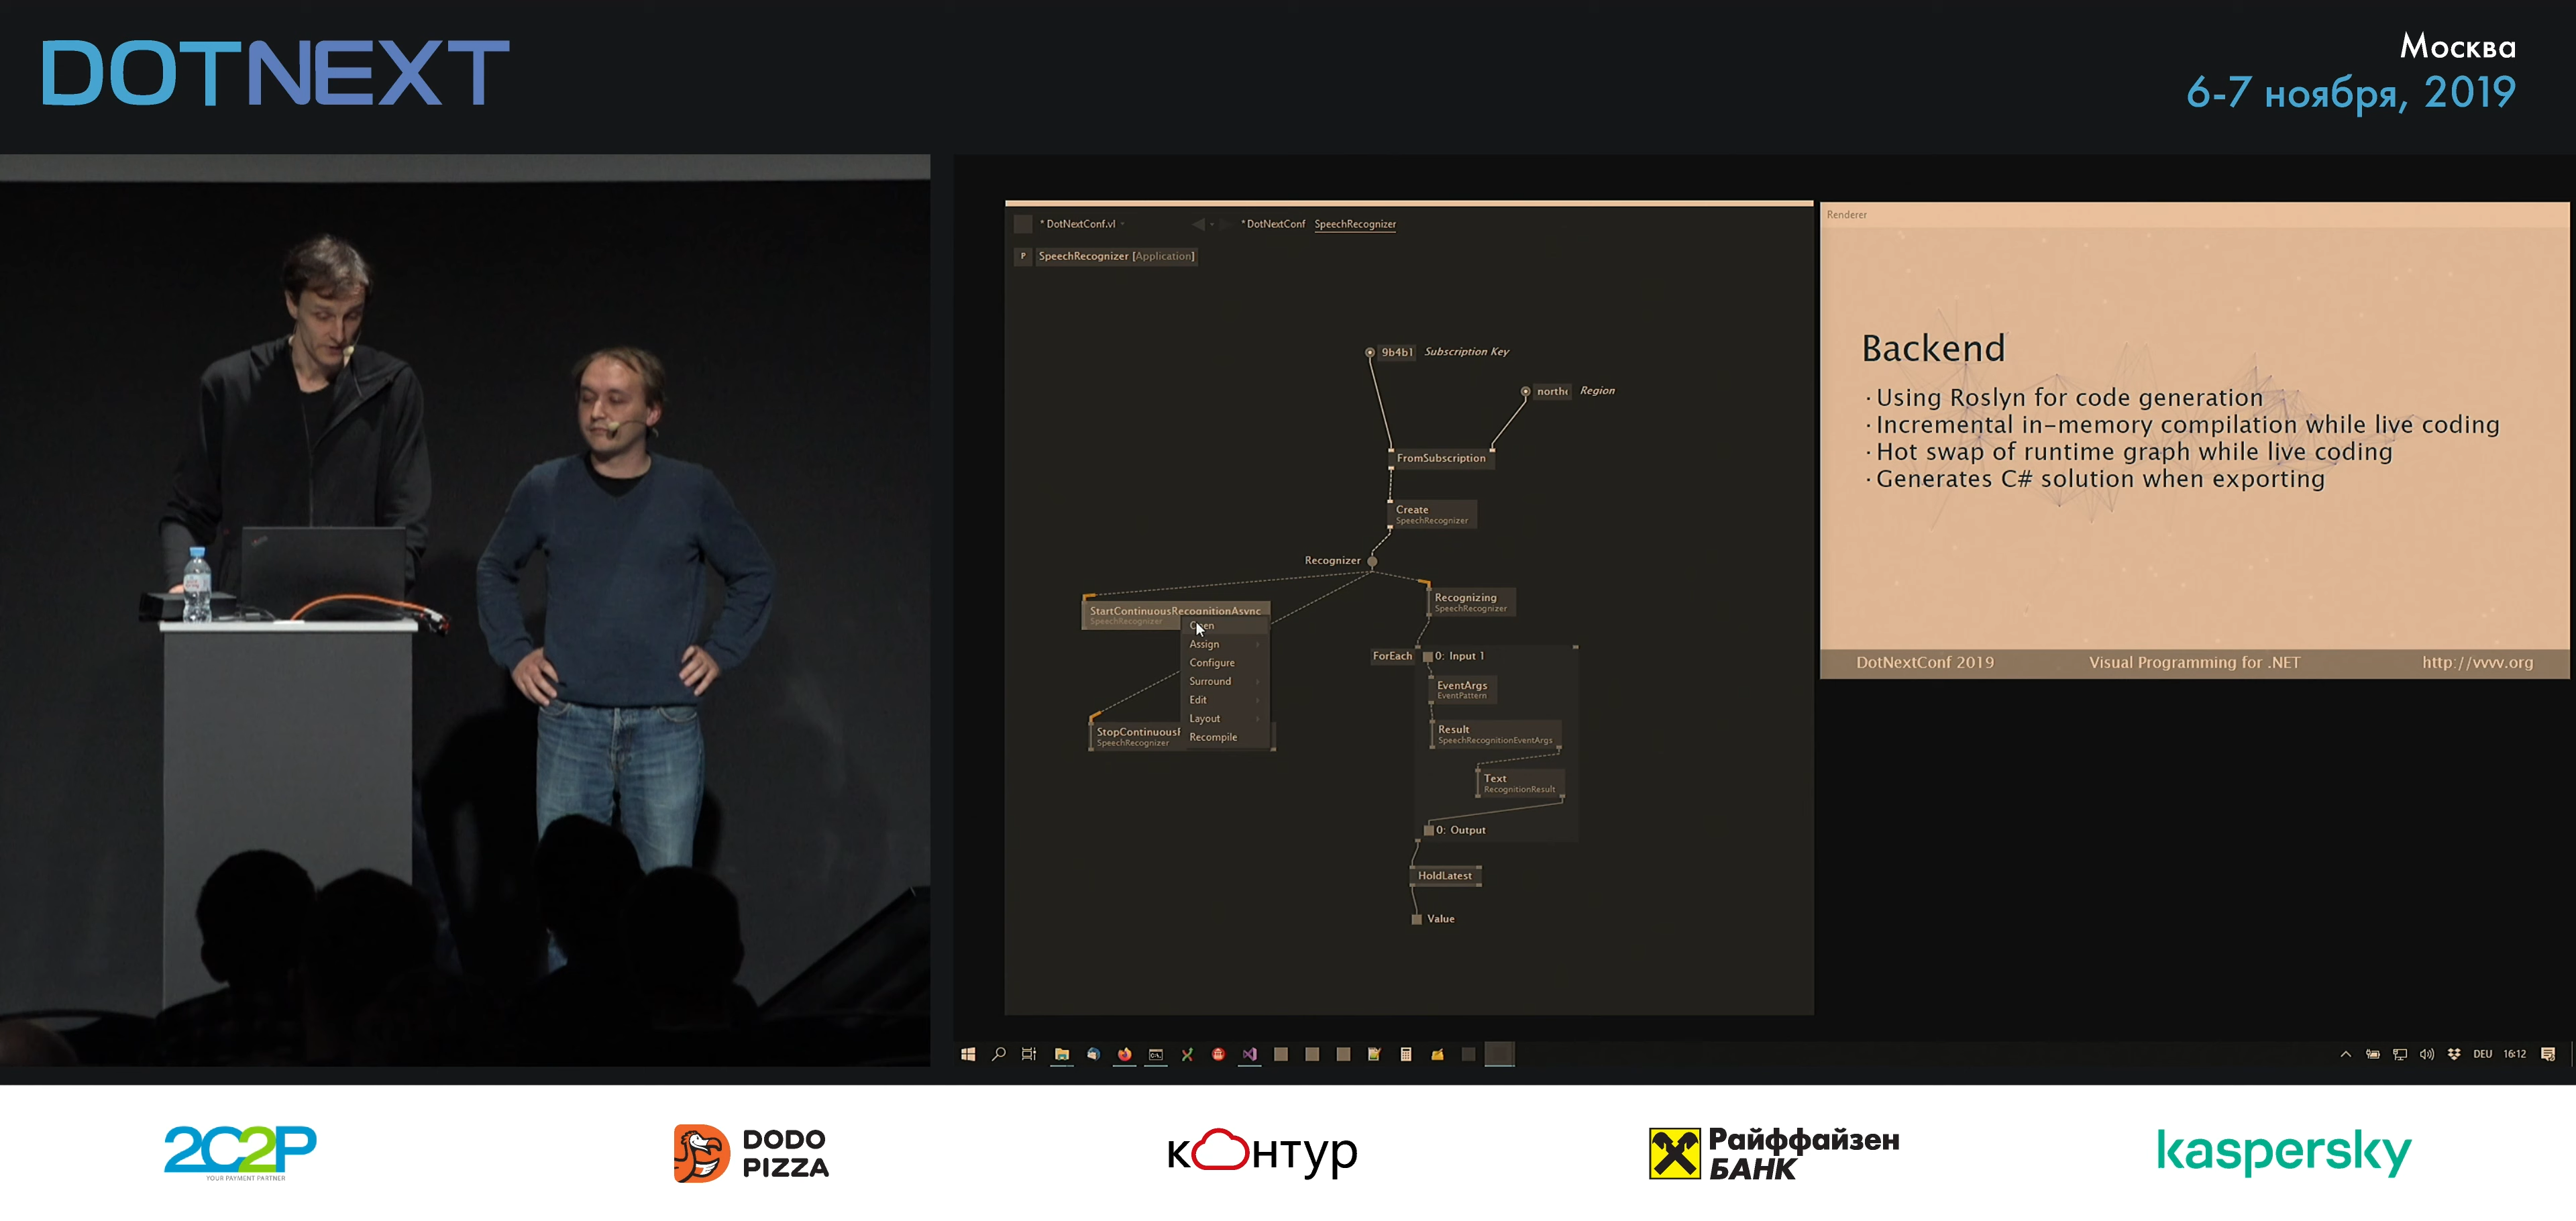 DOTNEXT
Москва
6-7 ноября, 2019
* DotNextConf.vl
* DotNextConf SpeechRecognizer
P SpeechRecognizer [Application]
9b4b1 Subscription Key
Region
FromSubscription
Create
SpeechRecognizer
Recognizer
StartContinuousRecognitionAsync
SpeechRecognizer
Open
Assign
Configure
Surround
Edit
Layout
Recompile
SpeechRecognizer
Recognizing
SpeechRecognizer
ForEach 0: Input 1
EventArgs
EventPattern
Result
SpeechRecognitionEventArgs
Text
RecognitionResult
0: Output
HoldLatest
Value
Renderer
Backend
· Using Roslyn for code generation
· Incremental in-memory compilation while live coding
· Hot swap of runtime graph while live coding
· Generates C# solution when exporting
DotNextConf 2019 Visual Programming for .NET http://vvvv.org
DEU 16:12
2C2P
YOUR PAYMENT PARTNER
DODO
PIZZA
контур
Райффайзен
БАНК
kaspersky